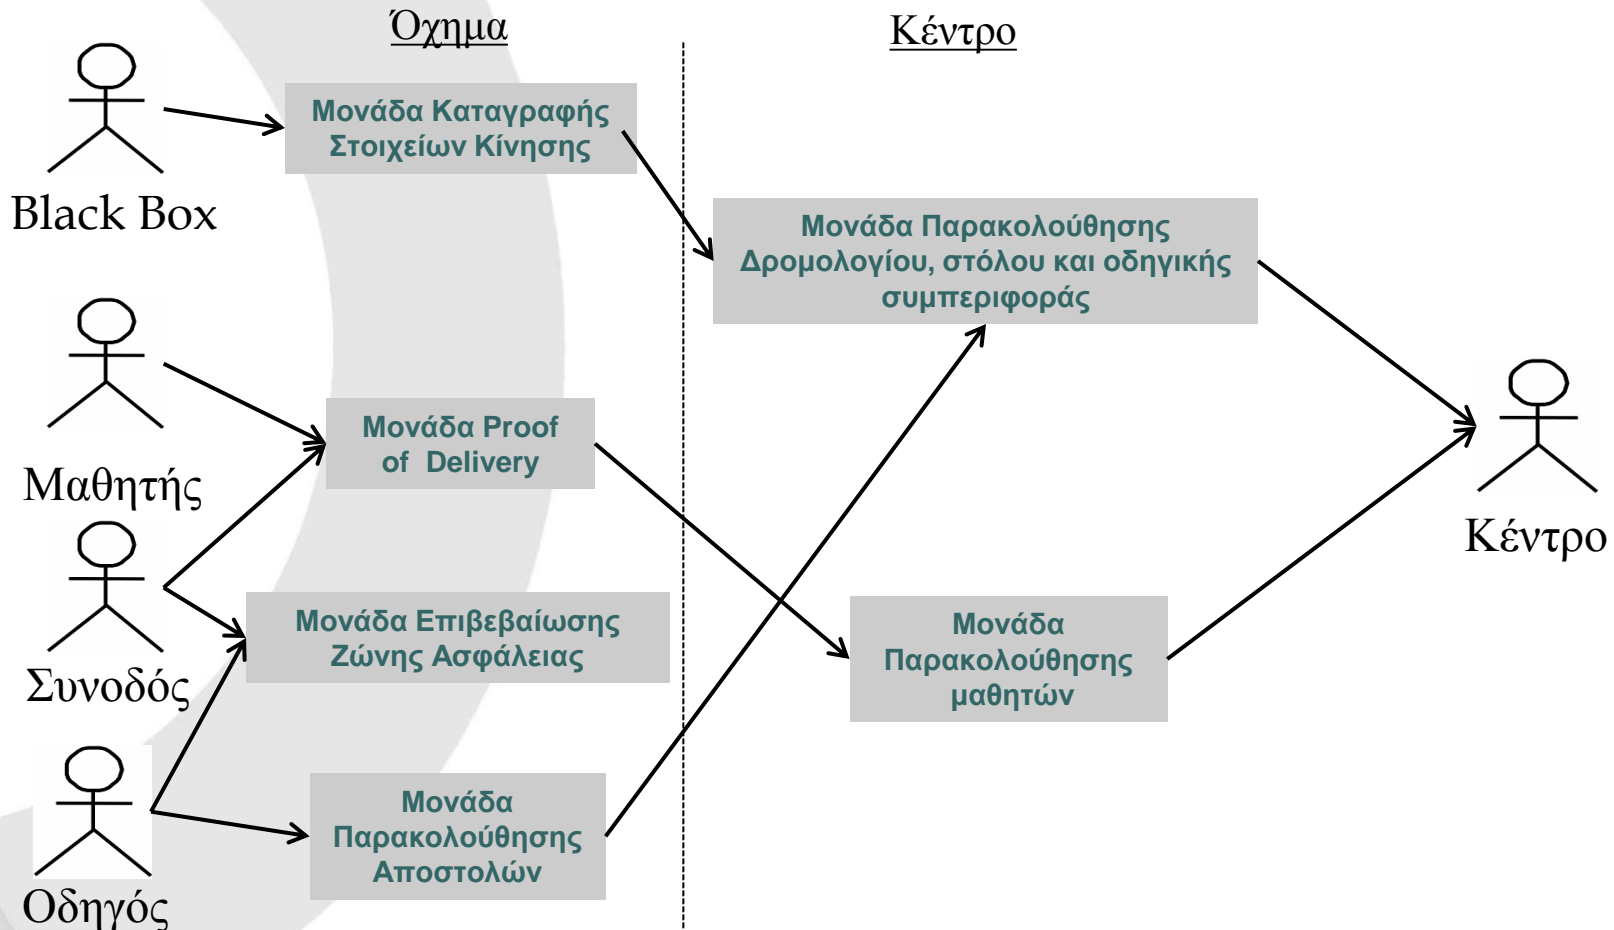 Όχημα
Κέντρο
Black Box
Μονάδα Καταγραφής
Στοιχείων Κίνησης
Μονάδα Παρακολούθησης
Δρομολογίου, στόλου και οδηγικής
συμπεριφοράς
Μαθητής
Μονάδα Proof
of Delivery
Κέντρο
Συνοδός
Μονάδα Επιβεβαίωσης
Ζώνης Ασφάλειας
Μονάδα
Παρακολούθησης
μαθητών
Οδηγός
Μονάδα
Παρακολούθησης
Αποστολών